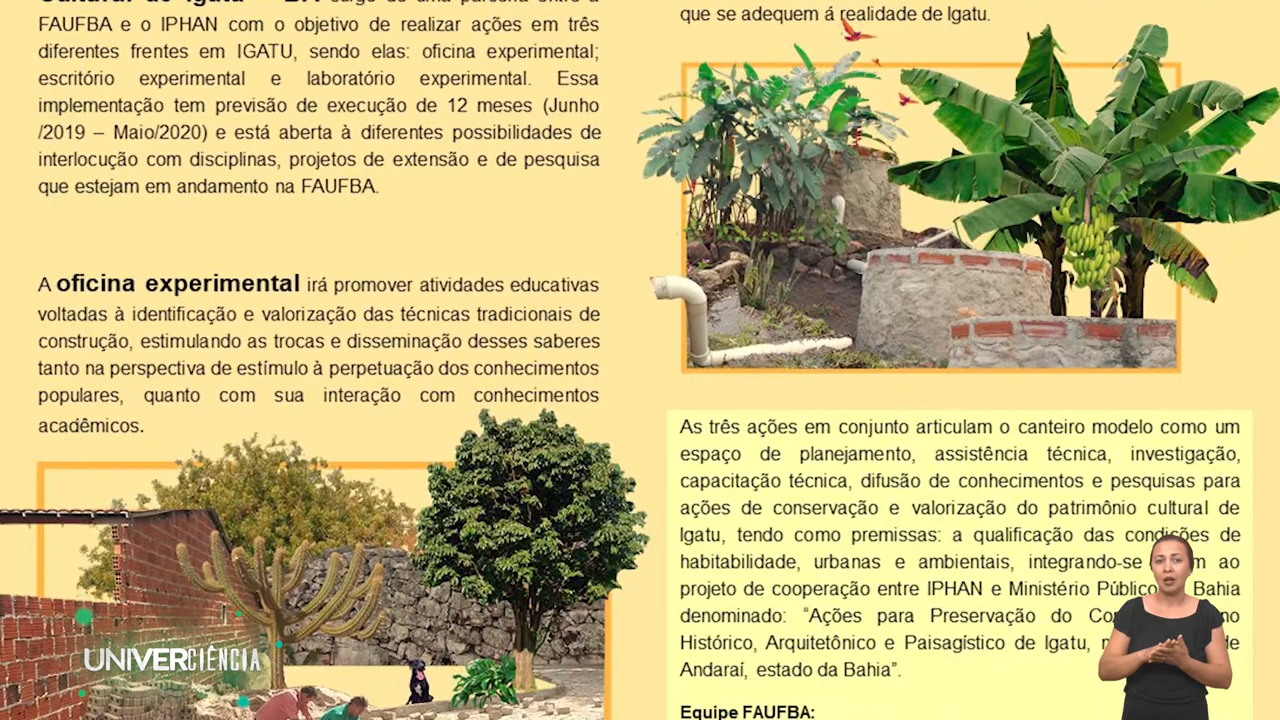 FAUFBA e o IPHAN com o objetivo de realizar ações em três
diferentes frentes em IGATU, sendo elas: oficina experimental;
escritório experimental e laboratório experimental. Essa
implementação tem previsão de execução de 12 meses (Junho
/2019 – Maio/2020) e está aberta à diferentes possibilidades de
interlocução com disciplinas, projetos de extensão e de pesquisa
que estejam em andamento na FAUFBA.
A oficina experimental irá promover atividades educativas
voltadas à identificação e valorização das técnicas tradicionais de
construção, estimulando as trocas e disseminação desses saberes
tanto na perspectiva de estímulo à perpetuação dos conhecimentos
populares, quanto com sua interação com conhecimentos
acadêmicos.
UNIVERCIÊNCIA
que se adequem á realidade de Igatu.
As três ações em conjunto articulam o canteiro modelo como um
espaço de planejamento, assistência técnica, investigação,
capacitação técnica, difusão de conhecimentos e pesquisas para
ações de conservação e valorização do patrimônio cultural de
Igatu, tendo como premissas: a qualificação das condições de
habitabilidade, urbanas e ambientais, integrando-se ao
projeto de cooperação entre IPHAN e Ministério Público Bahia
denominado: “Ações para Preservação do
Histórico, Arquitetônico e Paisagístico de Igatu, de
Andaraí, estado da Bahia”.
Equipe FAUFBA: